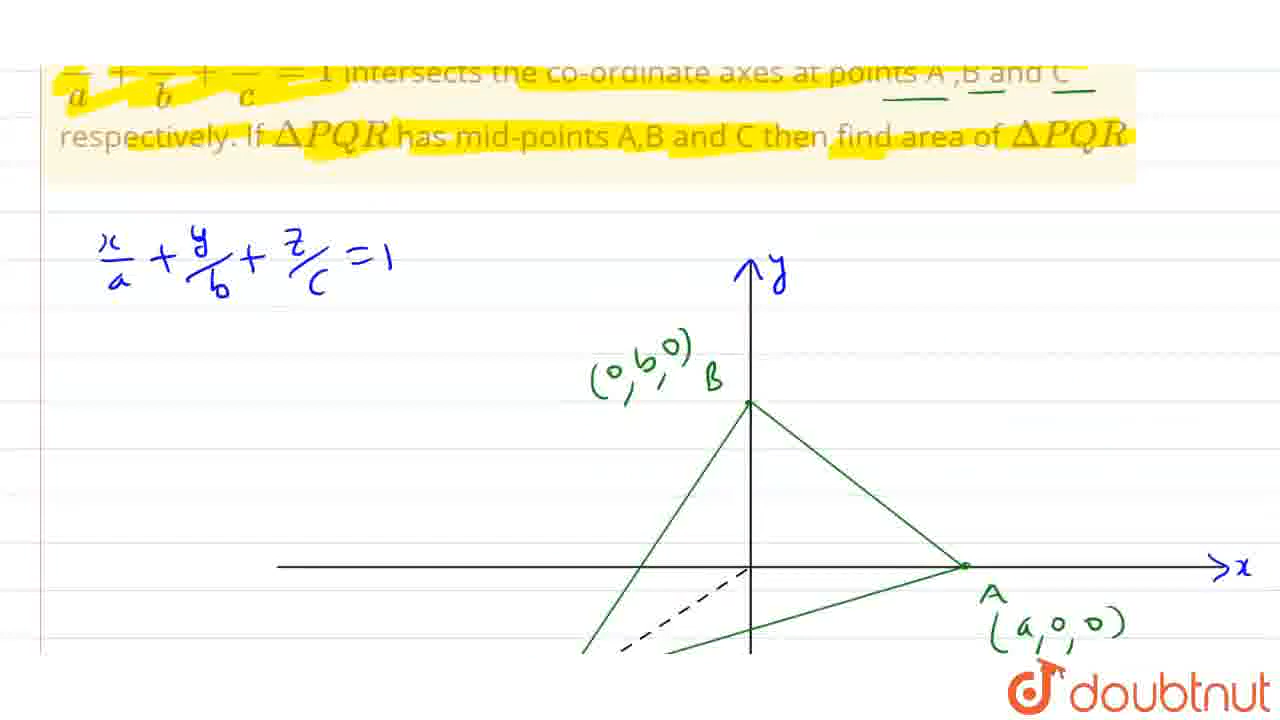 a + b + c = 1 intersects the co-ordinate axes at points A ,B and C
respectively. If ΔPQR has mid-points A,B and C then find area of ΔPQR
x/a + y/b + z/c = 1
y
(0,b,0) B
x
A
(a,0,0)
doubtnut